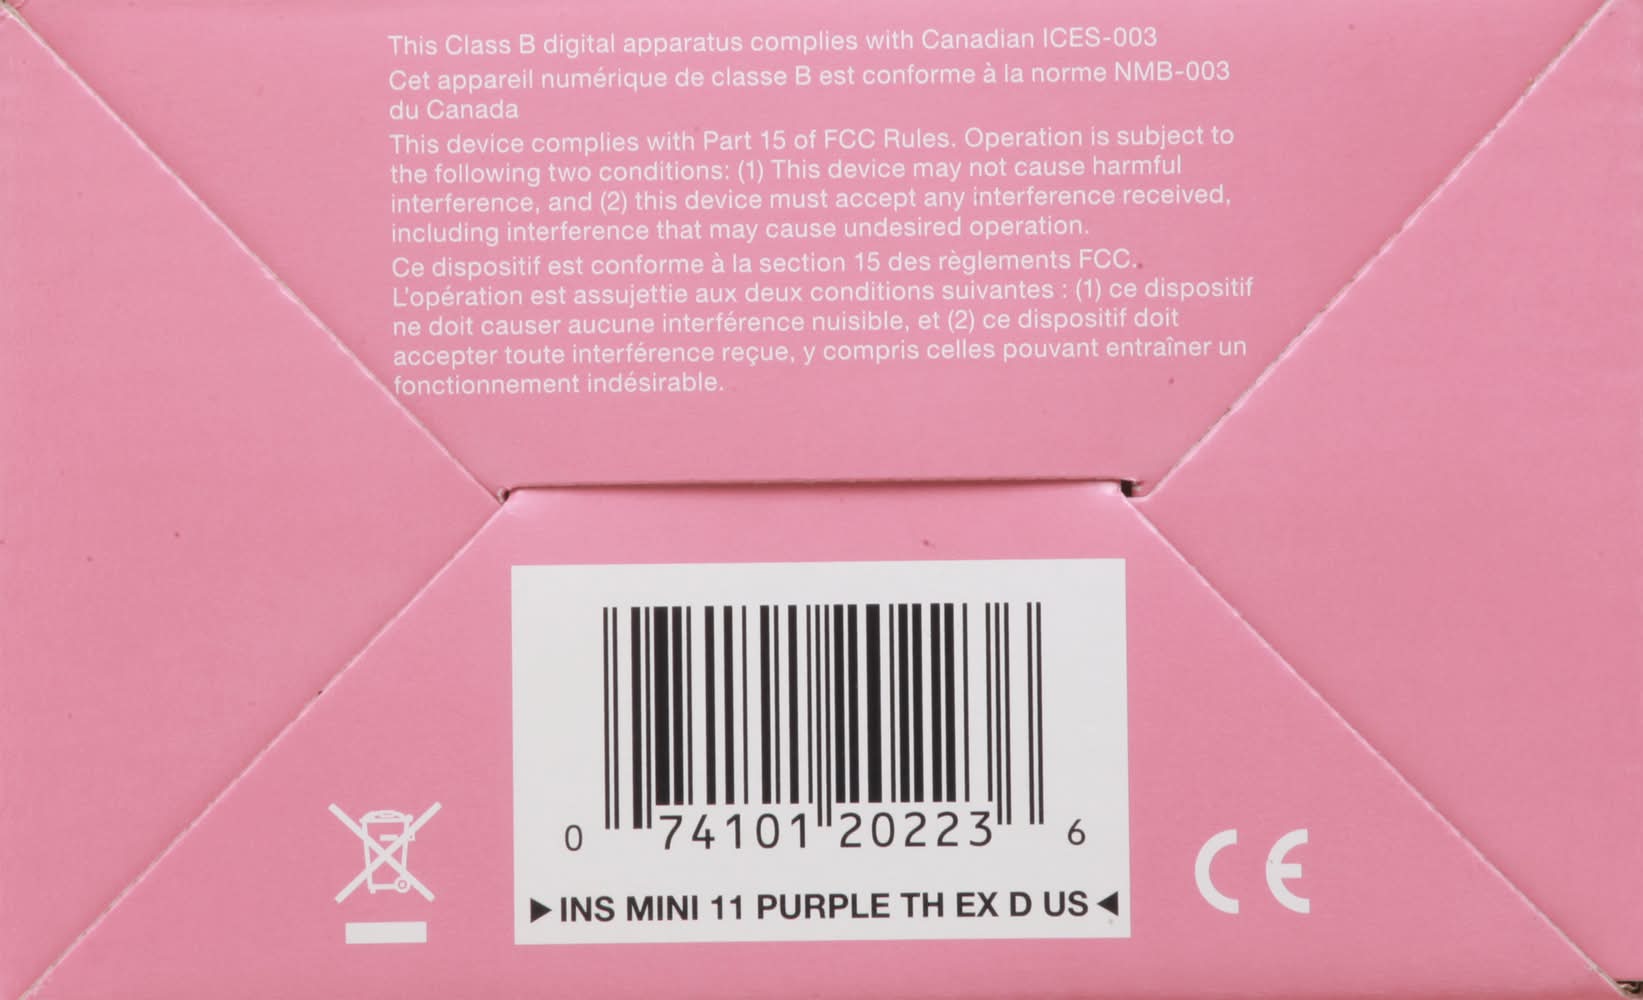 This Class B digital apparatus complies with Canadian ICES-003
Cet appareil numérique de classe B est conforme à la norme NMB-003
du Canada
This device complies with Part 15 of FCC Rules. Operation is subject to
the following two conditions: (1) This device may not cause harmful
interference, and (2) this device must accept any interference received,
including interference that may cause undesired operation.
Ce dispositif est conforme à la section 15 des règlements FCC.
L'opération est assujettie aux deux conditions suivantes : (1) ce dispositif
ne doit causer aucune interférence nuisible, et (2) ce dispositif doit
accepter toute interférence reçue, y compris celles pouvant entraîner un
fonctionnement indésirable.
0 74101 20223 6
▶INS MINI 11 PURPLE TH EX D US◀
CE